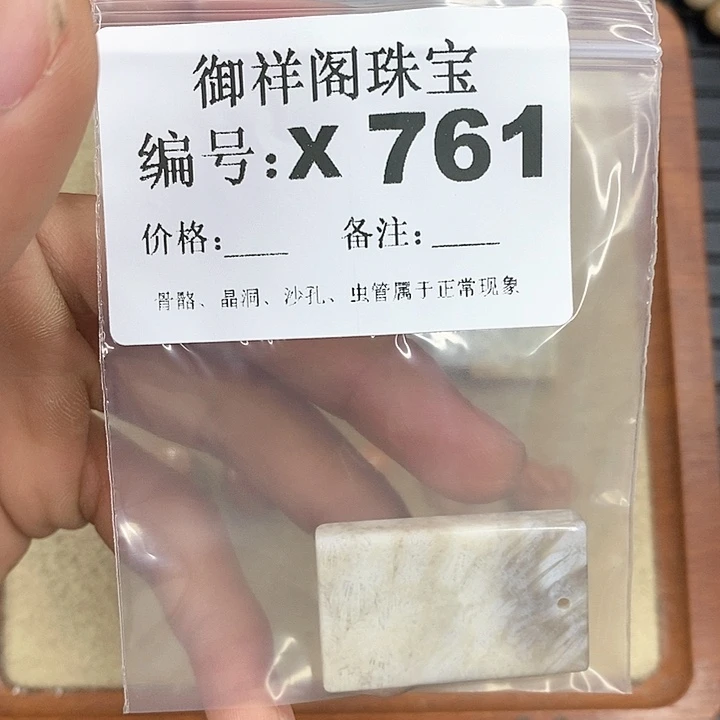 御祥阁珠宝
编号:X 761
价格:____ 备注:____
骨骼、晶洞、沙孔、虫管属于正常现象